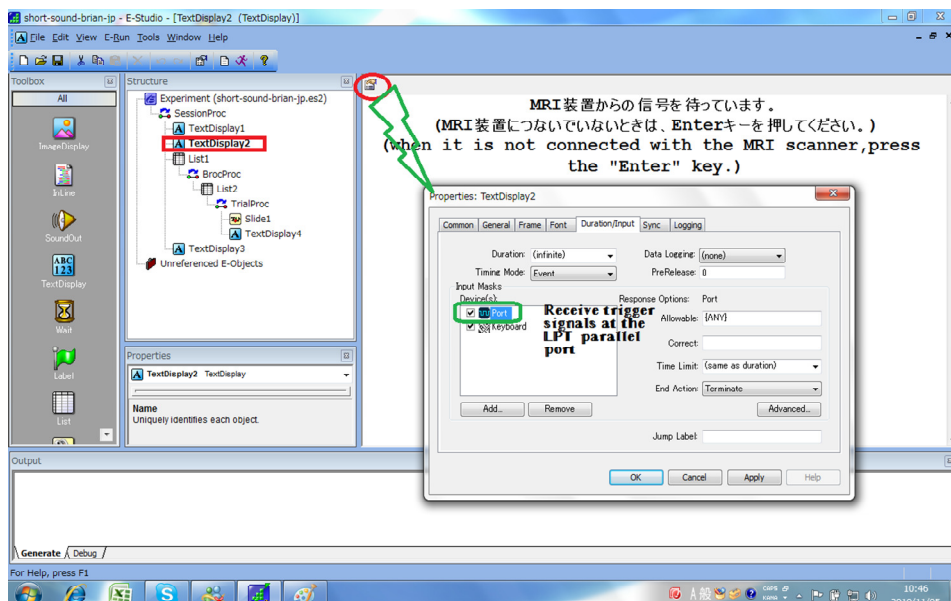 short-sound-brian-jp - E-Studio - [TextDisplay2 (TextDisplay)]
File Edit View E-Run Tools Window Help
Toolbox
All
ImageDisplay
InLine
SoundOut
ABC
123
TextDisplay
Wait
Label
List
Structure
Experiment (short-sound-brian-jp.es2)
SessionProc
TextDisplay1
TextDisplay2
List1
BrocProc
List2
TrialProc
Slide1
TextDisplay4
TextDisplay3
Unreferenced E-Objects
Properties
TextDisplay2 TextDisplay
Name
Uniquely identifies each object.
MRI装置からの信号を待っています。
(MRI装置につないでいないときは、Enterキーを押してください。)
(when it is not connected with the MRI scanner,press
the "Enter" key.)
Properties: TextDisplay2
Common General Frame Font Duration/Input Sync Logging
Duration: (infinite) Data Logging: (none)
Timing Mode: Event PreRelease: 0
Input Masks
Device(s): Response Options: Port
Port
Keyboard
Receive trigger
signals at the
LPT parallel
port
Allowable: {ANY}
Correct:
Time Limit: (same as duration)
End Action: Terminate
Add... Remove Advanced...
Jump Label:
OK Cancel Apply Help
Output
Generate Debug
For Help, press F1
A 般 CAPS KANA 10:46